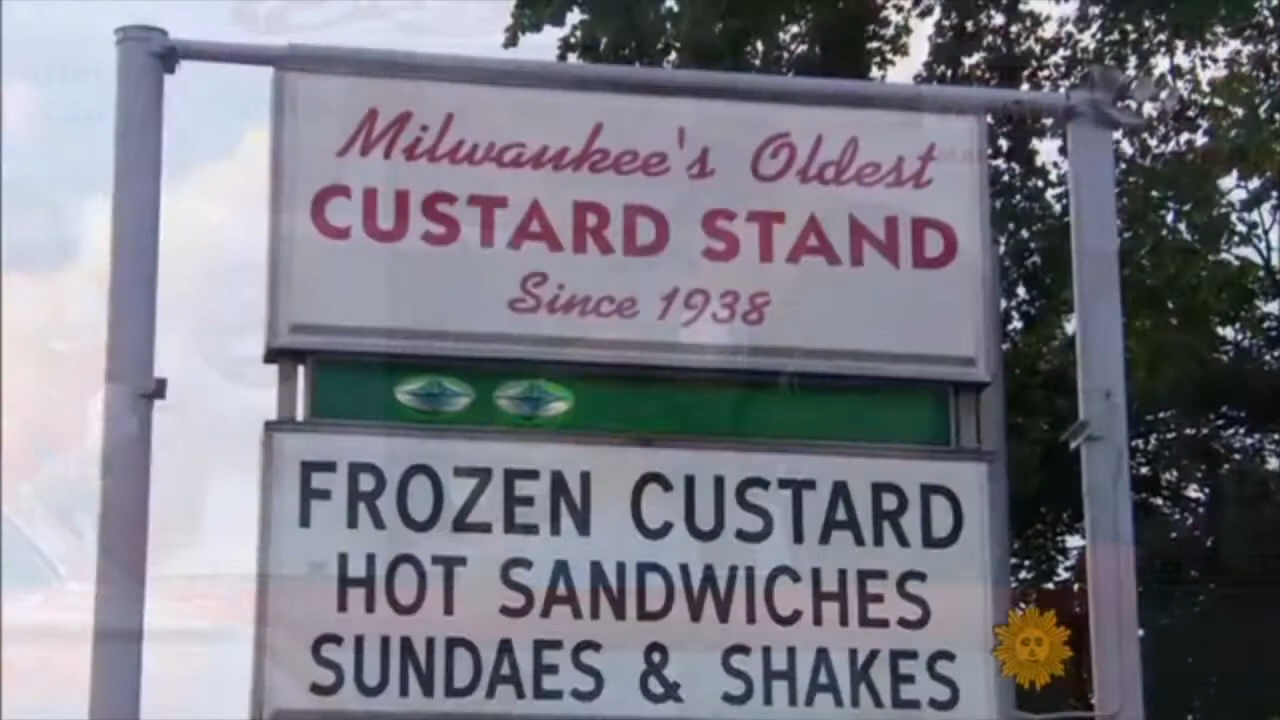 Milwaukee's Oldest
CUSTARD STAND
Since 1938
FROZEN CUSTARD
HOT SANDWICHES
SUNDAES & SHAKES